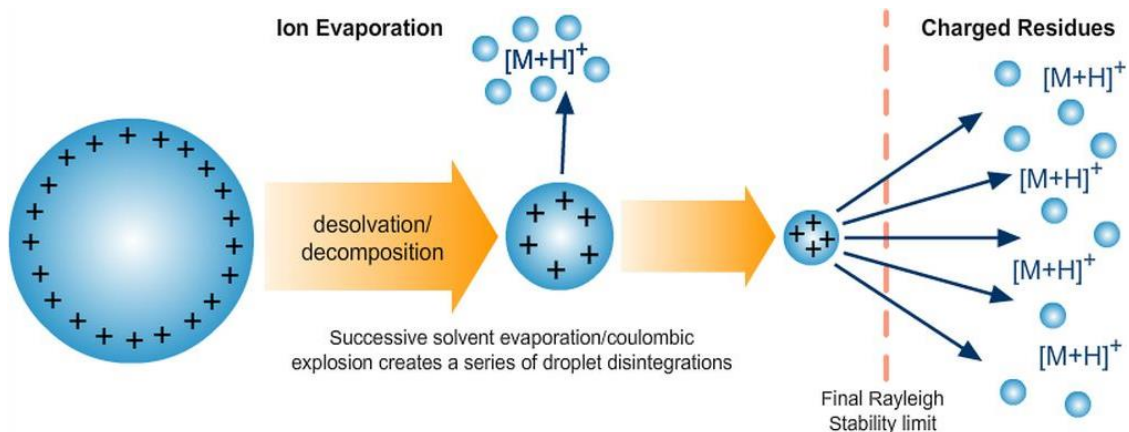 Ion Evaporation
Charged Residues
[M+H]⁺
[M+H]⁺
[M+H]⁺
[M+H]⁺
[M+H]⁺
+ + + + + + + + + + + + + + + + + + + + +
desolvation/
decomposition
+ + + + + +
+ + + +
Successive solvent evaporation/coulombic
explosion creates a series of droplet disintegrations
Final Rayleigh
Stability limit